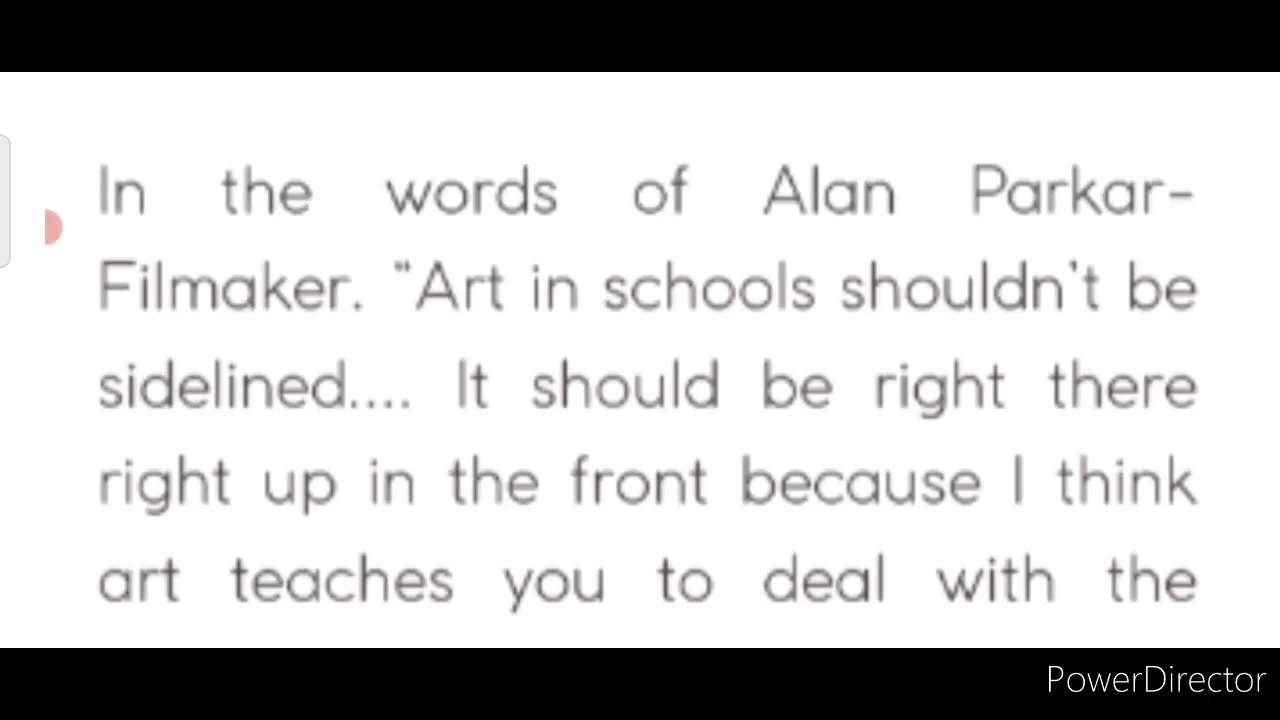 In the words of Alan Parkar-
Filmaker. "Art in schools shouldn't be
sidelined.... It should be right there
right up in the front because I think
art teaches you to deal with the
PowerDirector